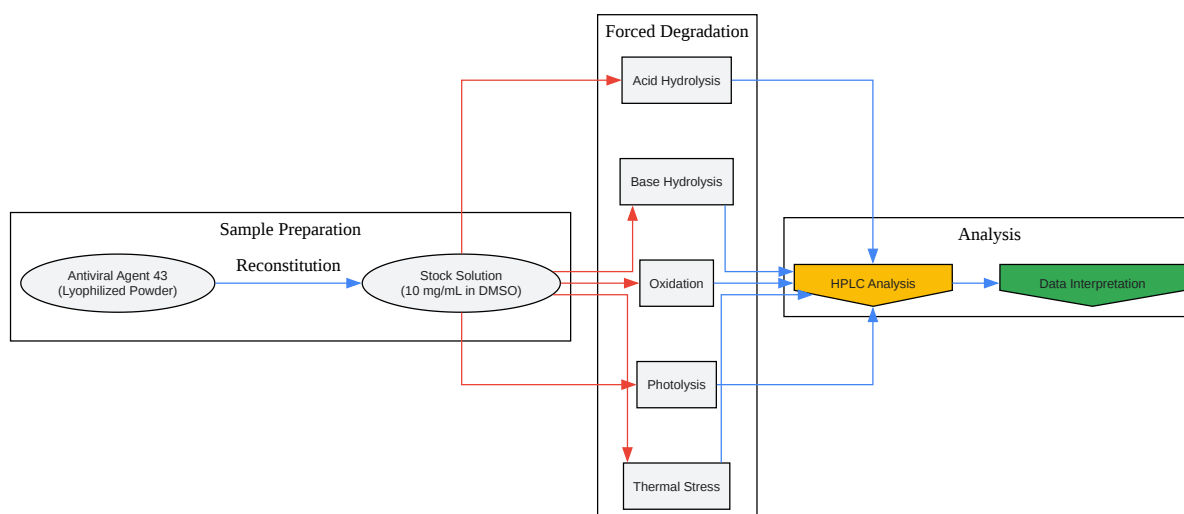 Forced Degradation
Acid Hydrolysis
Base Hydrolysis
Sample Preparation
Antiviral Agent 43
(Lyophilized Powder)
Reconstitution
Stock Solution
(10 mg/mL in DMSO)
Oxidation
Photolysis
Thermal Stress
Analysis
HPLC Analysis
Data Interpretation